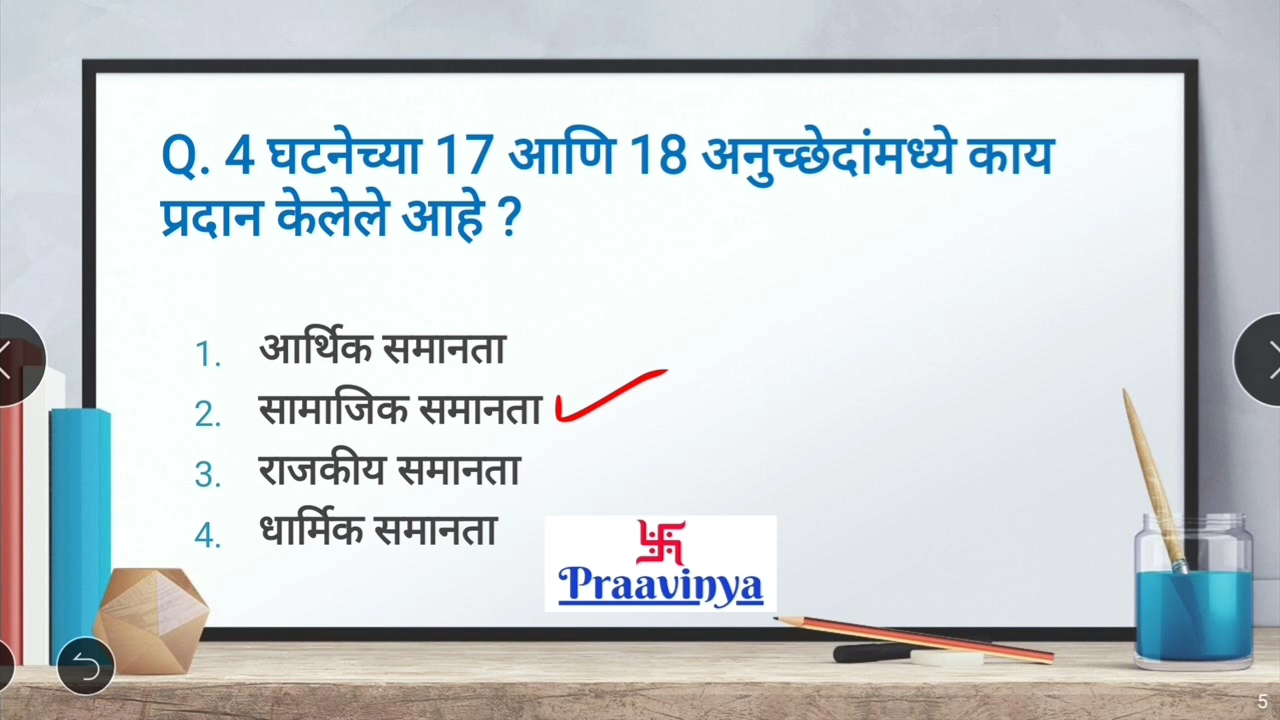 Q. 4 घटनेच्या 17 आणि 18 अनुच्छेदांमध्ये काय
प्रदान केलेले आहे ?
1. आर्थिक समानता
2. सामाजिक समानता
3. राजकीय समानता
4. धार्मिक समानता
Praavinya
5